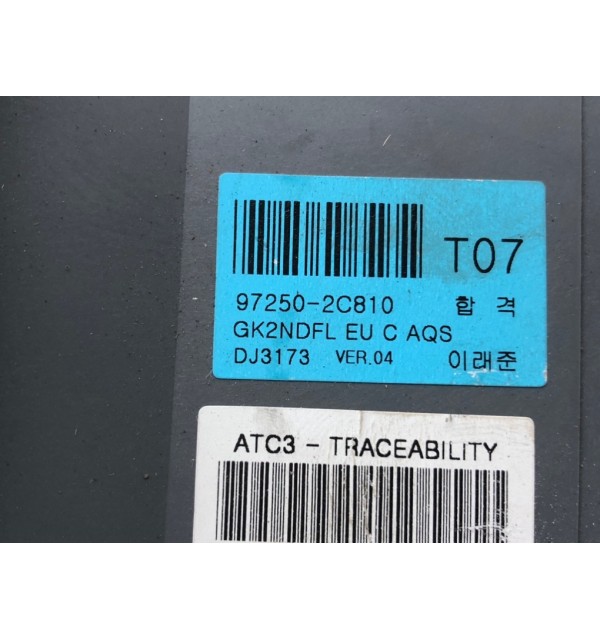 T07
97250-2C810 합 격
GK2NDFL EU C AQS
DJ3173 VER.04 이래준
ATC3 - TRACEABILITY